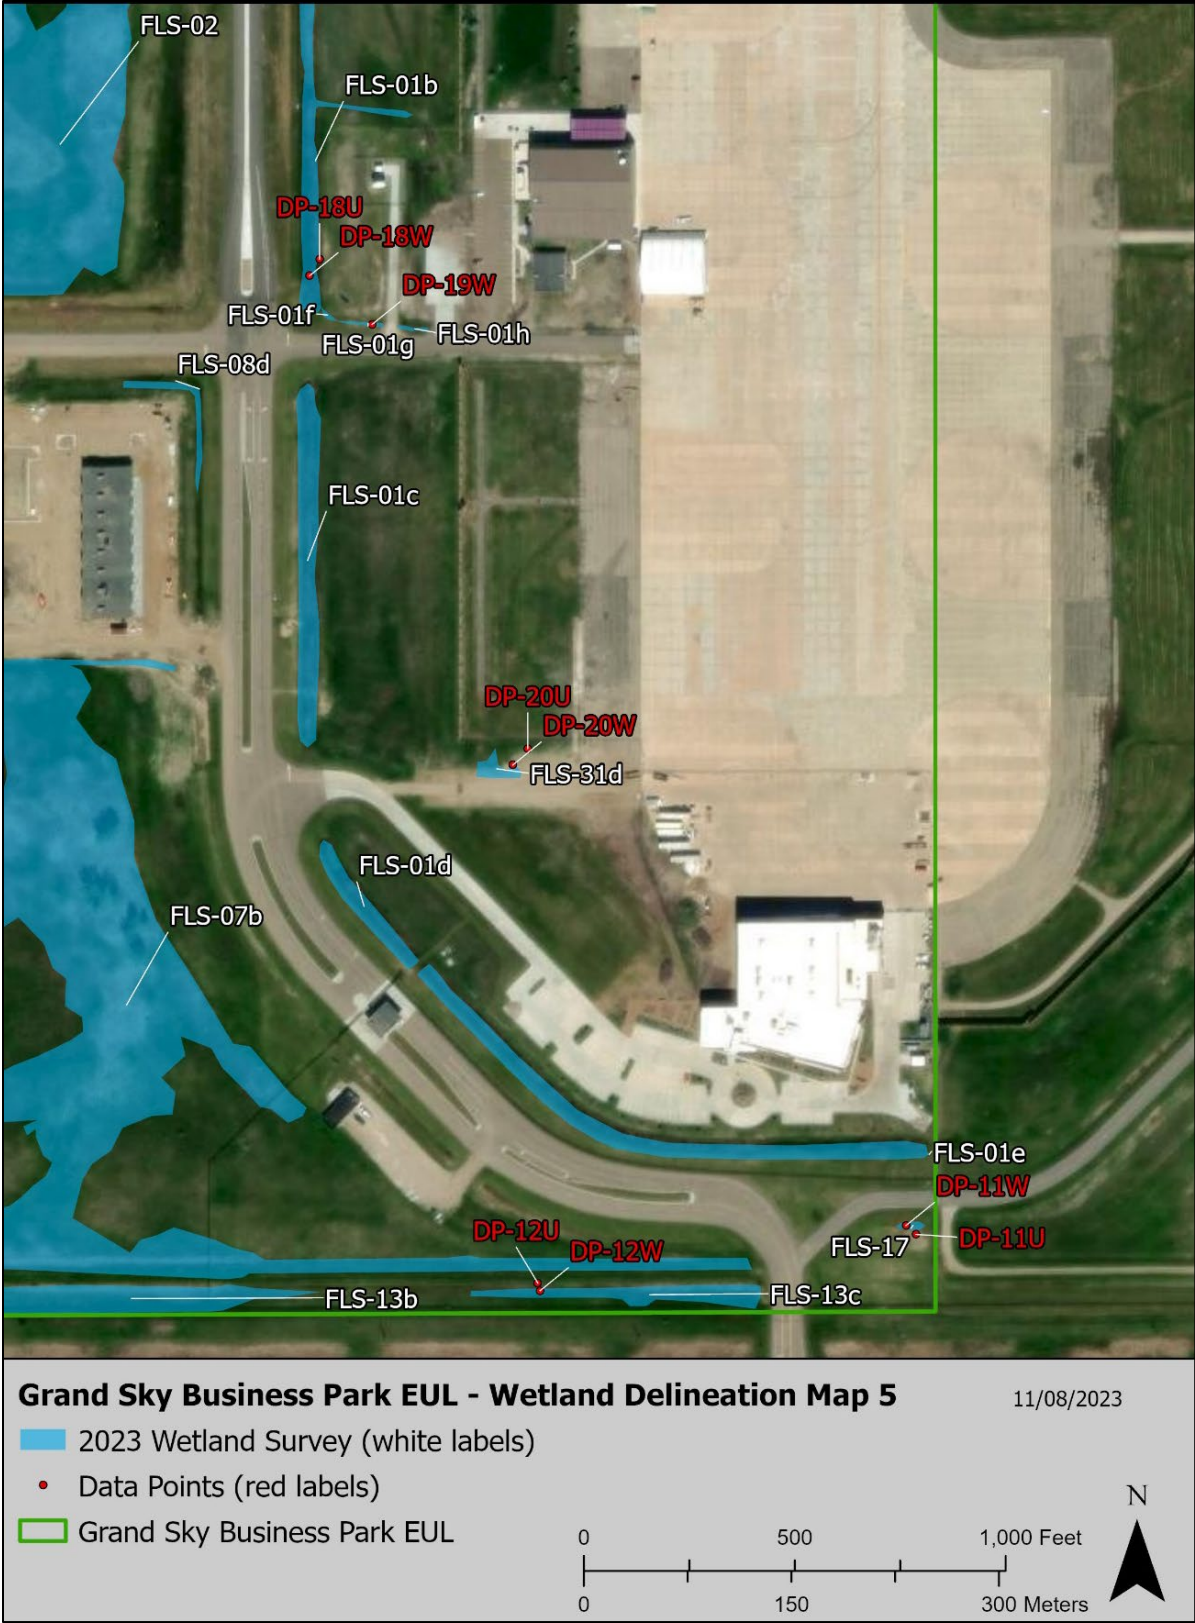 FLS-02
FLS-01b
DP-18U
DP-18W
DP-19W
FLS-01f
FLS-01g
FLS-01h
FLS-08d
FLS-01c
DP-20U
DP-20W
FLS-31d
FLS-01d
FLS-07b
FLS-01e
DP-11W
DP-12U
DP-12W
FLS-17
DP-11U
FLS-13b
FLS-13c
Grand Sky Business Park EUL - Wetland Delineation Map 5
11/08/2023
2023 Wetland Survey (white labels)
Data Points (red labels)
Grand Sky Business Park EUL
N
0 500 1,000 Feet
0 150 300 Meters